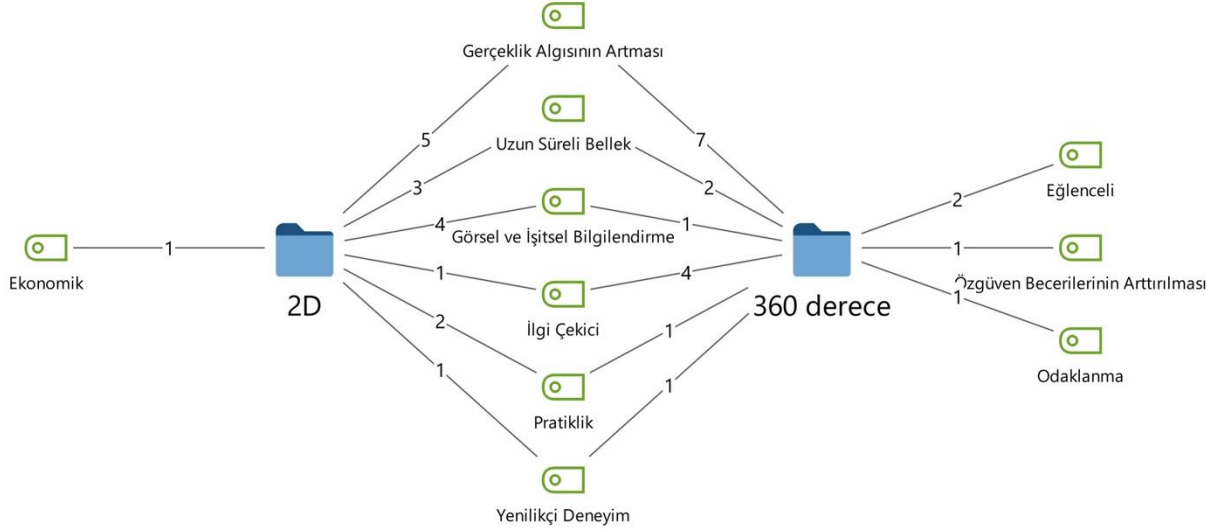 Gerçeklik Algısının Artması
5
7
Uzun Süreli Bellek
3
2
Eğlenceli
2
4
Görsel ve İşitsel Bilgilendirme
1
Ekonomik
1
2D
360 derece
1
Özgüven Becerilerinin Arttırılması
1
İlgi Çekici
4
1
Odaklanma
2
Pratiklik
1
1
Yenilikçi Deneyim
1